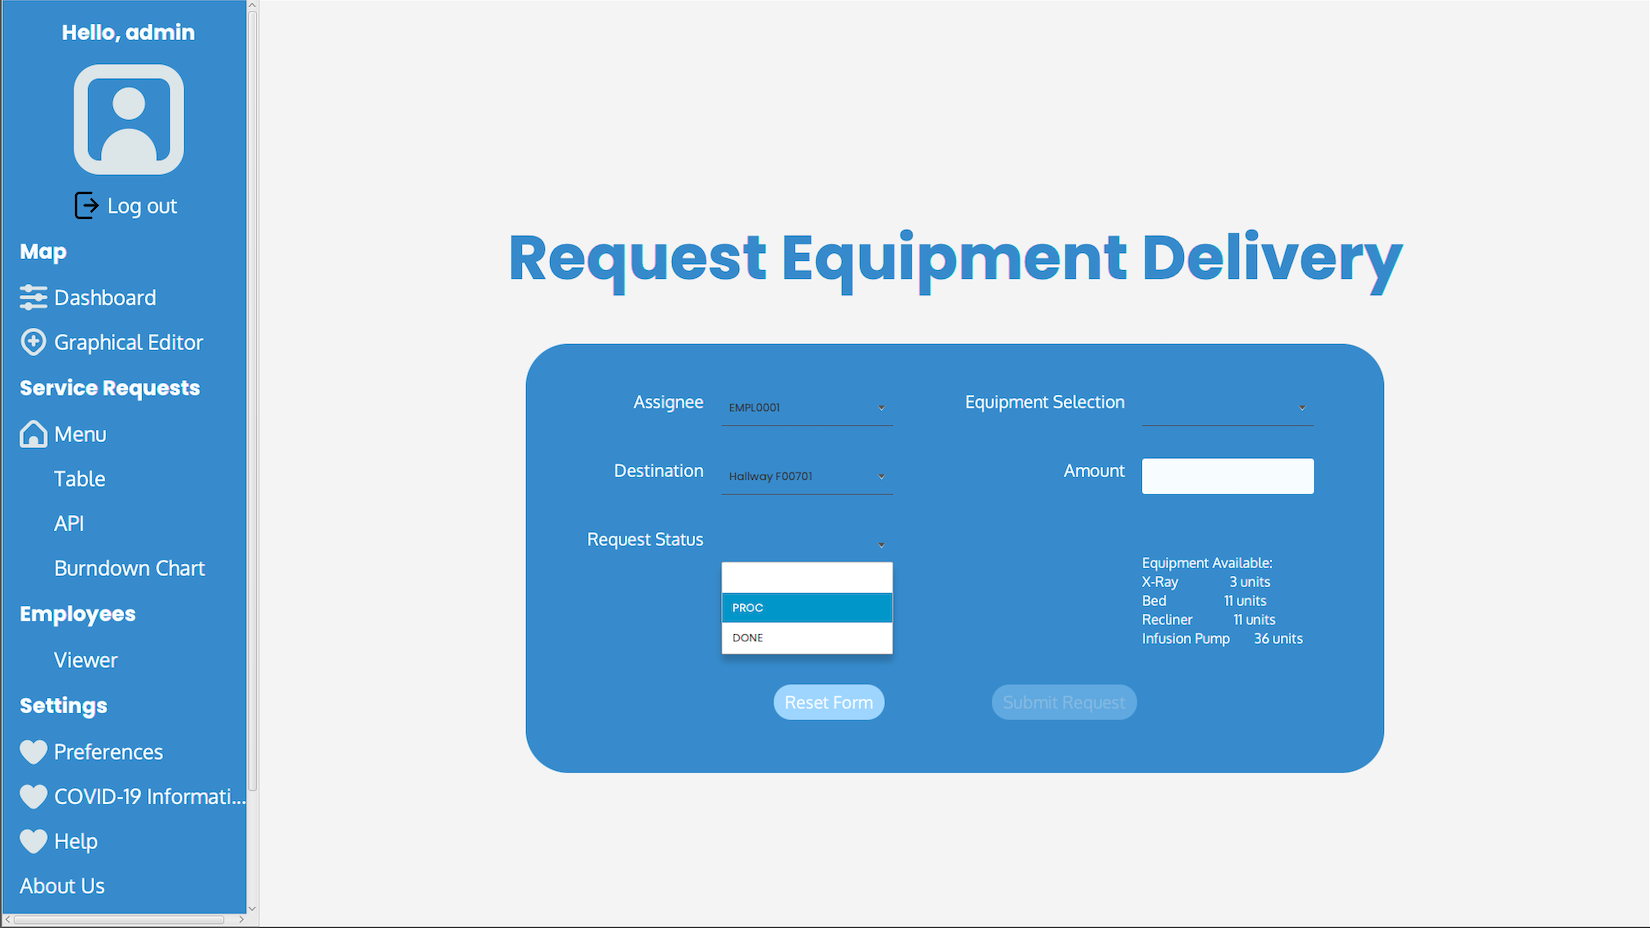 Hello, admin
Log out
Map
Dashboard
Graphical Editor
Service Requests
Menu
Table
API
Burndown Chart
Employees
Viewer
Settings
Preferences
COVID-19 Informati...
Help
About Us
Request Equipment Delivery
Assignee EMPL0001
Equipment Selection
Destination Hallway F00701
Amount
Request Status
PROC
DONE
Equipment Available:
X-Ray 3 units
Bed 11 units
Recliner 11 units
Infusion Pump 36 units
Reset Form
Submit Request